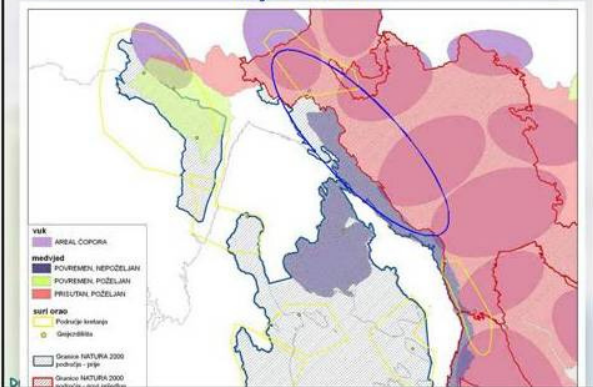 vuk
AREAL ČOPORA
medvjed
POVREMEN, NEPOŽELJAN
POVREMEN, POŽELJAN
PRISUTAN, POŽELJAN
suri orao
Područje kretanja
Gnijezdilišta
Granice NATURA 2000
područja - prije
Granice NATURA 2000